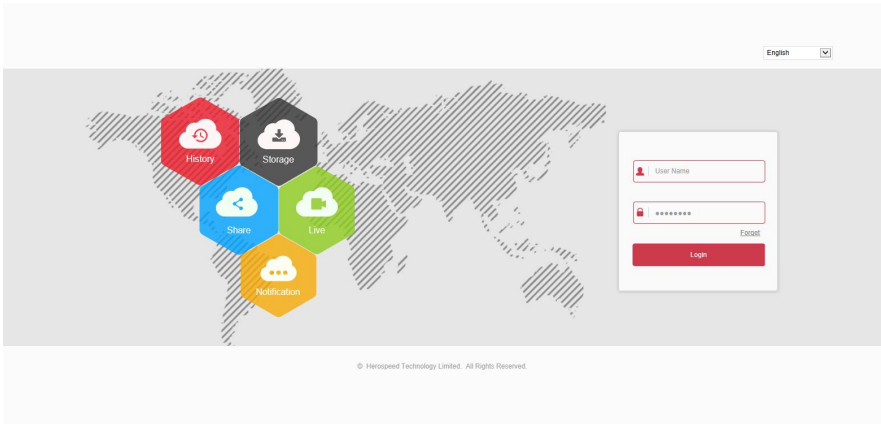 English
History
Storage
Share
Live
Notification
User Name
Forget
Login
© Herospeed Technology Limited. All Rights Reserved.